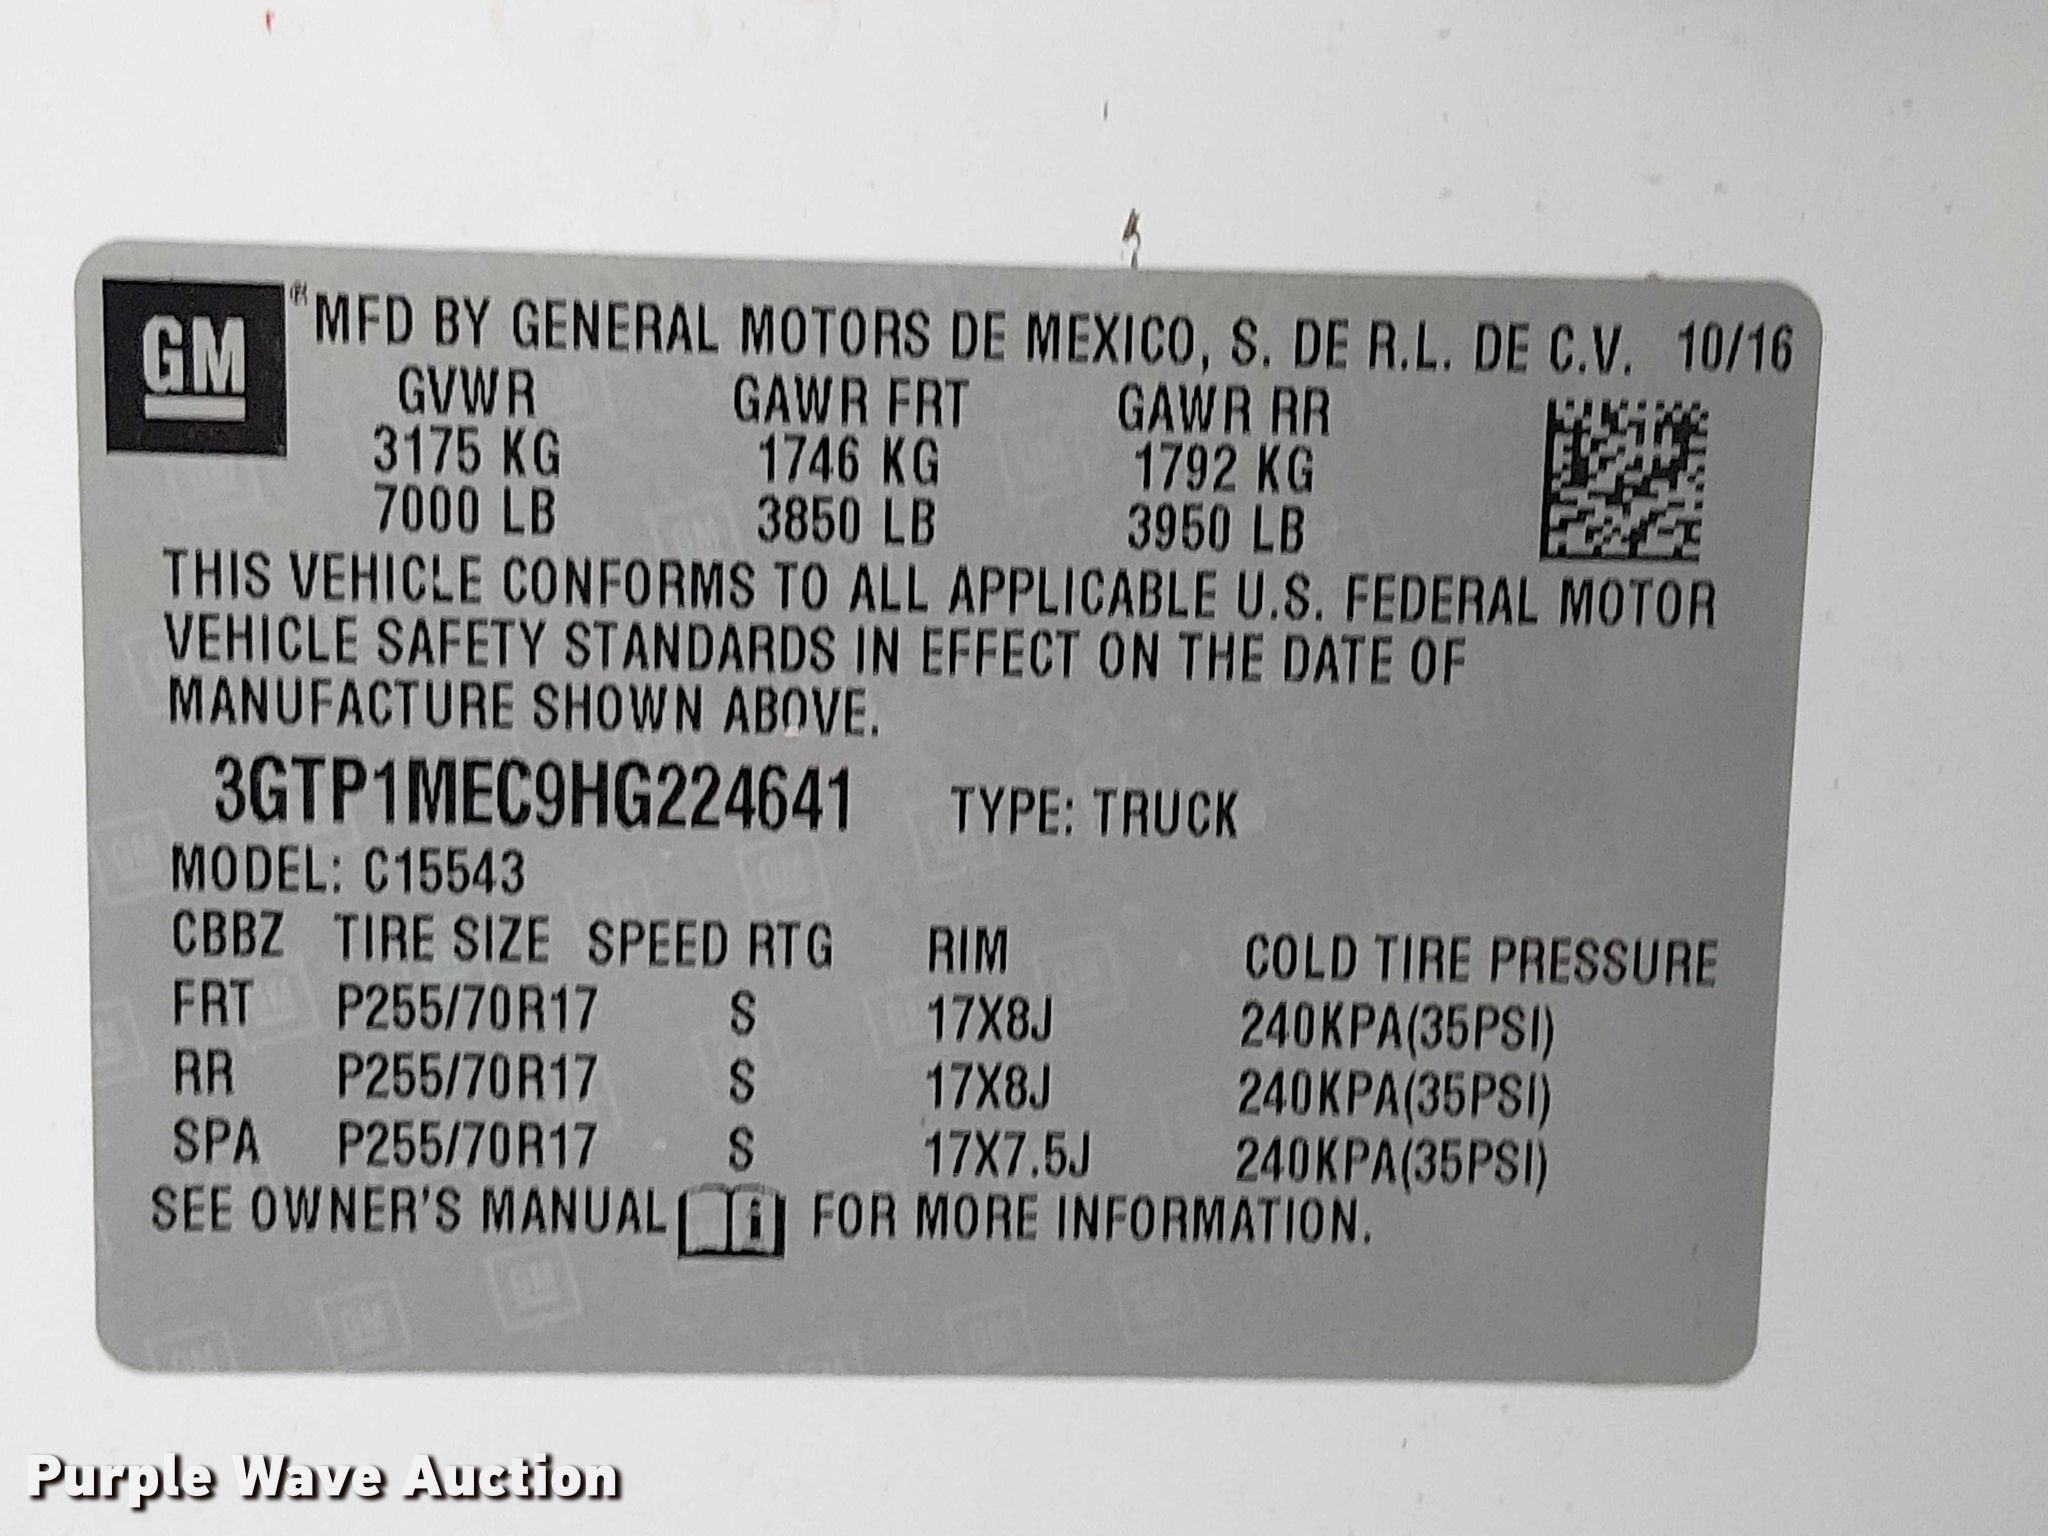 GM
® MFD BY GENERAL MOTORS DE MEXICO, S. DE R.L. DE C.V. 10/16
GVWR GAWR FRT GAWR RR
3175 KG 1746 KG 1792 KG
7000 LB 3850 LB 3950 LB
THIS VEHICLE CONFORMS TO ALL APPLICABLE U.S. FEDERAL MOTOR
VEHICLE SAFETY STANDARDS IN EFFECT ON THE DATE OF
MANUFACTURE SHOWN ABOVE.
3GTP1MEC9HG224641 TYPE: TRUCK
MODEL: C15543
CBBZ TIRE SIZE SPEED RTG RIM COLD TIRE PRESSURE
FRT P255/70R17 S 17X8J 240KPA(35PSI)
RR P255/70R17 S 17X8J 240KPA(35PSI)
SPA P255/70R17 S 17X7.5J 240KPA(35PSI)
SEE OWNER'S MANUAL FOR MORE INFORMATION.
Purple Wave Auction